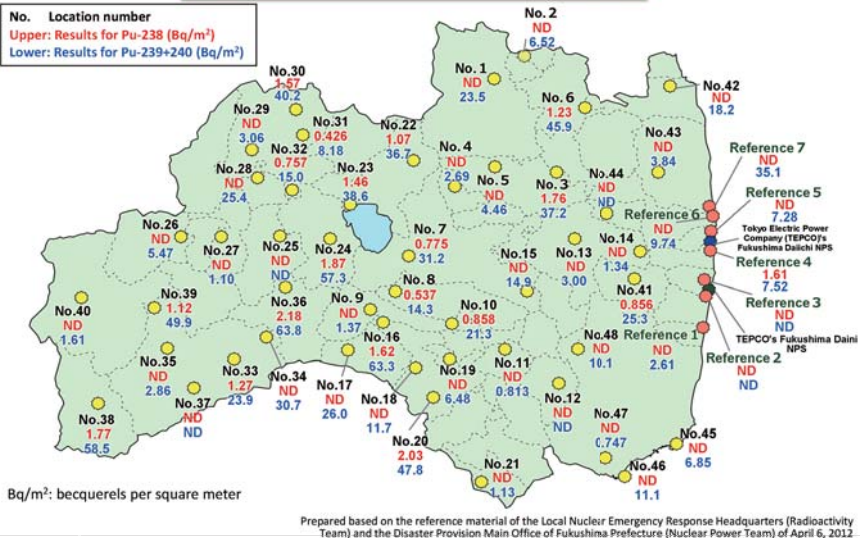 No. Location number
Upper: Results for Pu-238 (Bq/m²)
Lower: Results for Pu-239+240 (Bq/m²)
No. 2
ND
6.52
No. 1
ND
23.5
No.30
1.57
40.2
No.29
ND
3.06
No.31
0.426
8.18
No.22
1.07
36.7
No. 6
1.23
45.9
No.42
ND
18.2
No.32
0.757
15.0
No.28
ND
25.4
No.23
1.46
38.6
No. 4
ND
2.69
No. 5
ND
4.46
No. 3
1.76
37.2
No.44
ND
ND
No.43
ND
3.84
Reference 7
ND
35.1
Reference 5
ND
7.28
Reference 6
ND
9.74
Tokyo Electric Power
Company (TEPCO)'s
Fukushima Daiichi NPS
Reference 4
1.61
7.52
Reference 3
ND
ND
TEPCO's Fukushima Daini
NPS
Reference 2
ND
ND
Reference 1
ND
2.61
No.26
ND
5.47
No.27
ND
1.10
No.25
ND
ND
No.24
1.87
57.3
No. 7
0.775
31.2
No.15
ND
14.9
No.13
ND
3.00
No.14
ND
1.34
No.40
ND
1.61
No.39
1.12
49.9
No.36
2.18
63.8
No. 9
ND
1.37
No. 8
0.537
14.3
No.10
0.858
21.3
No.41
0.856
25.3
No.35
ND
2.86
No.33
1.27
23.9
No.34
ND
30.7
No.16
1.62
63.3
No.17
ND
26.0
No.18
ND
11.7
No.19
ND
6.48
No.11
ND
0.813
No.48
ND
10.1
No.12
ND
ND
No.38
1.77
58.5
No.37
ND
ND
No.20
2.03
47.8
No.21
ND
1.13
No.47
ND
0.747
No.46
ND
11.1
No.45
ND
6.85
Bq/m²: becquerels per square meter
Prepared based on the reference material of the Local Nuclear Emergency Response Headquarters (Radioactivity
Team) and the Disaster Provision Main Office of Fukushima Prefecture (Nuclear Power Team) of April 6, 2012